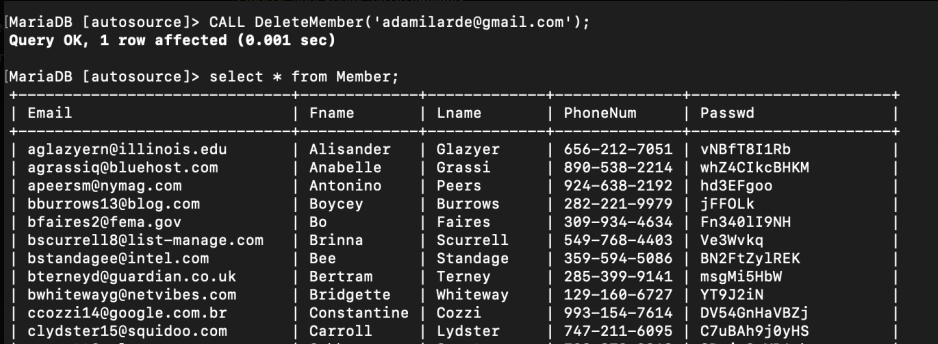 [MariaDB [autosource]> CALL DeleteMember('adamilarde@gmail.com');
Query OK, 1 row affected (0.001 sec)
[MariaDB [autosource]> select * from Member;
+------------------------------+-------------+-------------+--------------+--------------------+
| Email | Fname | Lname | PhoneNum | Passwd |
+------------------------------+-------------+-------------+--------------+--------------------+
| aglazyern@illinois.edu | Alisander | Glazyer | 656-212-7051 | vNBfT8I1Rb |
| agrassiq@bluehost.com | Anabelle | Grassi | 890-538-2214 | whZ4CIkcBHKM |
| apeersm@nymag.com | Antonino | Peers | 924-638-2192 | hd3EFgoo |
| bburrows13@blog.com | Boycey | Burrows | 282-221-9979 | jFFOLk |
| bfaires2@fema.gov | Bo | Faires | 309-934-4634 | Fn340lI9NH |
| bscurrell8@list-manage.com | Brinna | Scurrell | 549-768-4403 | Ve3Wvkq |
| bstandagee@intel.com | Bee | Standage | 359-594-5086 | BN2FtZylREK |
| bterneyd@guardian.co.uk | Bertram | Terney | 285-399-9141 | msgMi5HbW |
| bwhitewayg@netvibes.com | Bridgette | Whiteway | 129-160-6727 | YT9J2iN |
| ccozzi14@google.com.br | Constantine | Cozzi | 993-154-7614 | DV54GnHaVBZj |
| clydster15@squidoo.com | Carroll | Lydster | 747-211-6095 | C7uBAh9j0yHS |